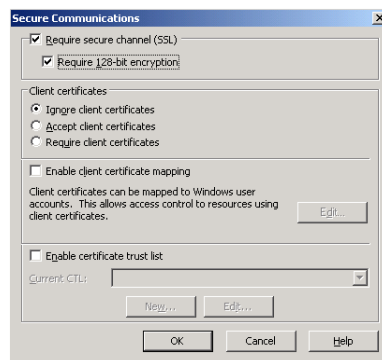 Secure Communications
Require secure channel (SSL)
Require 128-bit encryption
Client certificates
Ignore client certificates
Accept client certificates
Require client certificates
Enable client certificate mapping
Client certificates can be mapped to Windows user
accounts. This allows access control to resources using
client certificates.
Edit...
Enable certificate trust list
Current CTL:
New... Edit...
OK Cancel Help